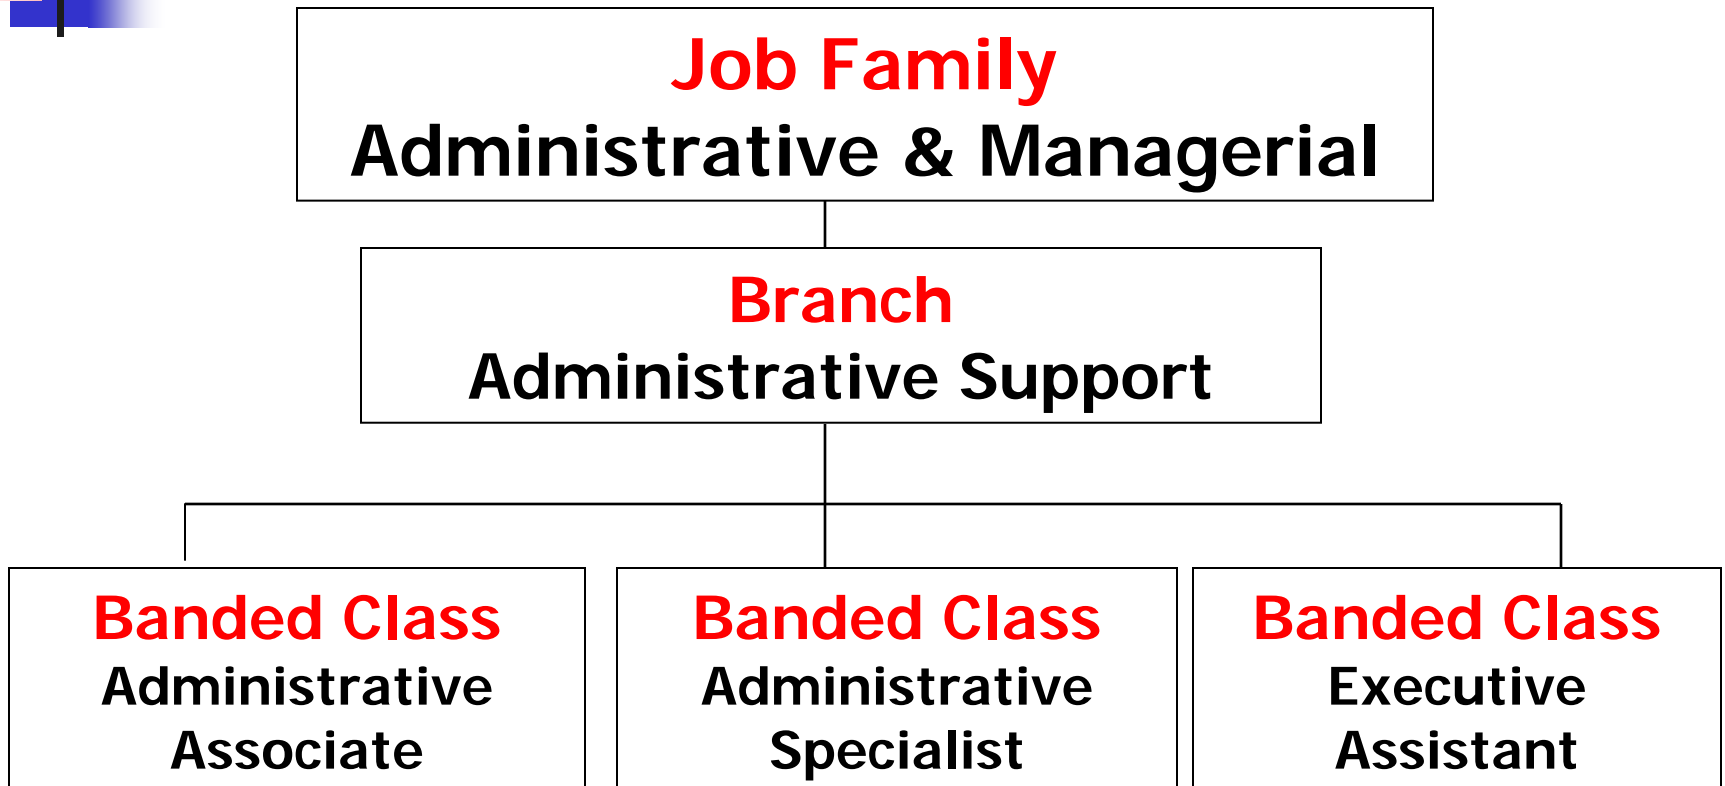 Job Family
Administrative & Managerial
Branch
Administrative Support
Banded Class
Administrative
Associate
Banded Class
Administrative
Specialist
Banded Class
Executive
Assistant